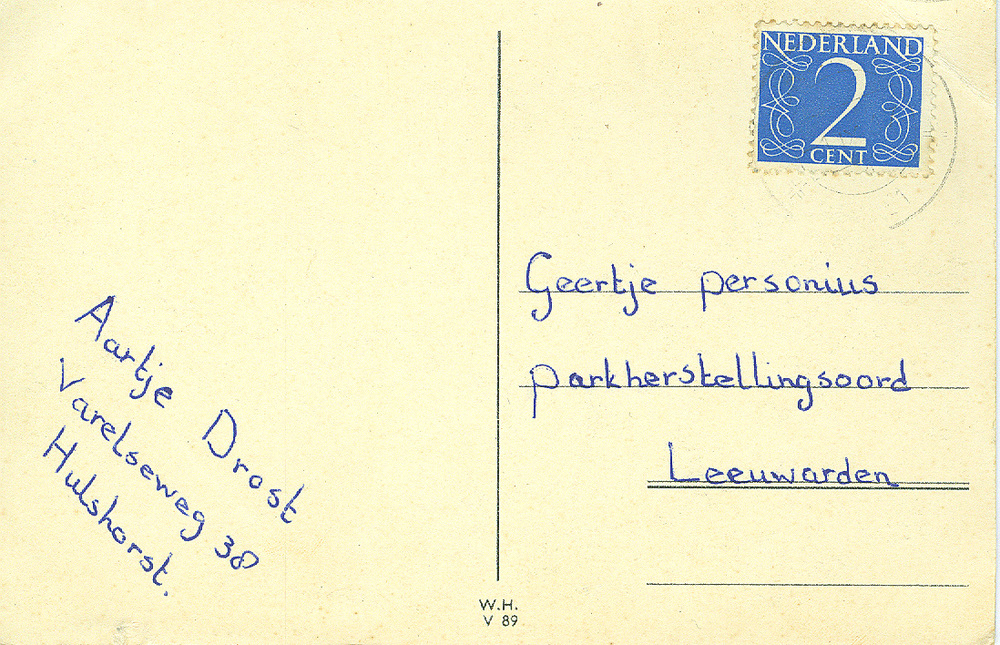 NEDERLAND
2
CENT
Geertje personius
parkherstellingsoord
Leeuwarden
Aartje Drost
Varelseweg 38
Hulshorst.
W.H.
V 89